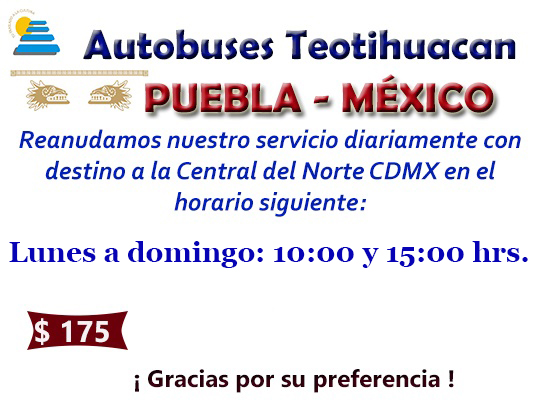 Autobuses Teotihuacan
PUEBLA - MÉXICO
Reanudamos nuestro servicio diariamente con
destino a la Central del Norte CDMX en el
horario siguiente:
Lunes a domingo: 10:00 y 15:00 hrs.
$ 175
¡ Gracias por su preferencia !